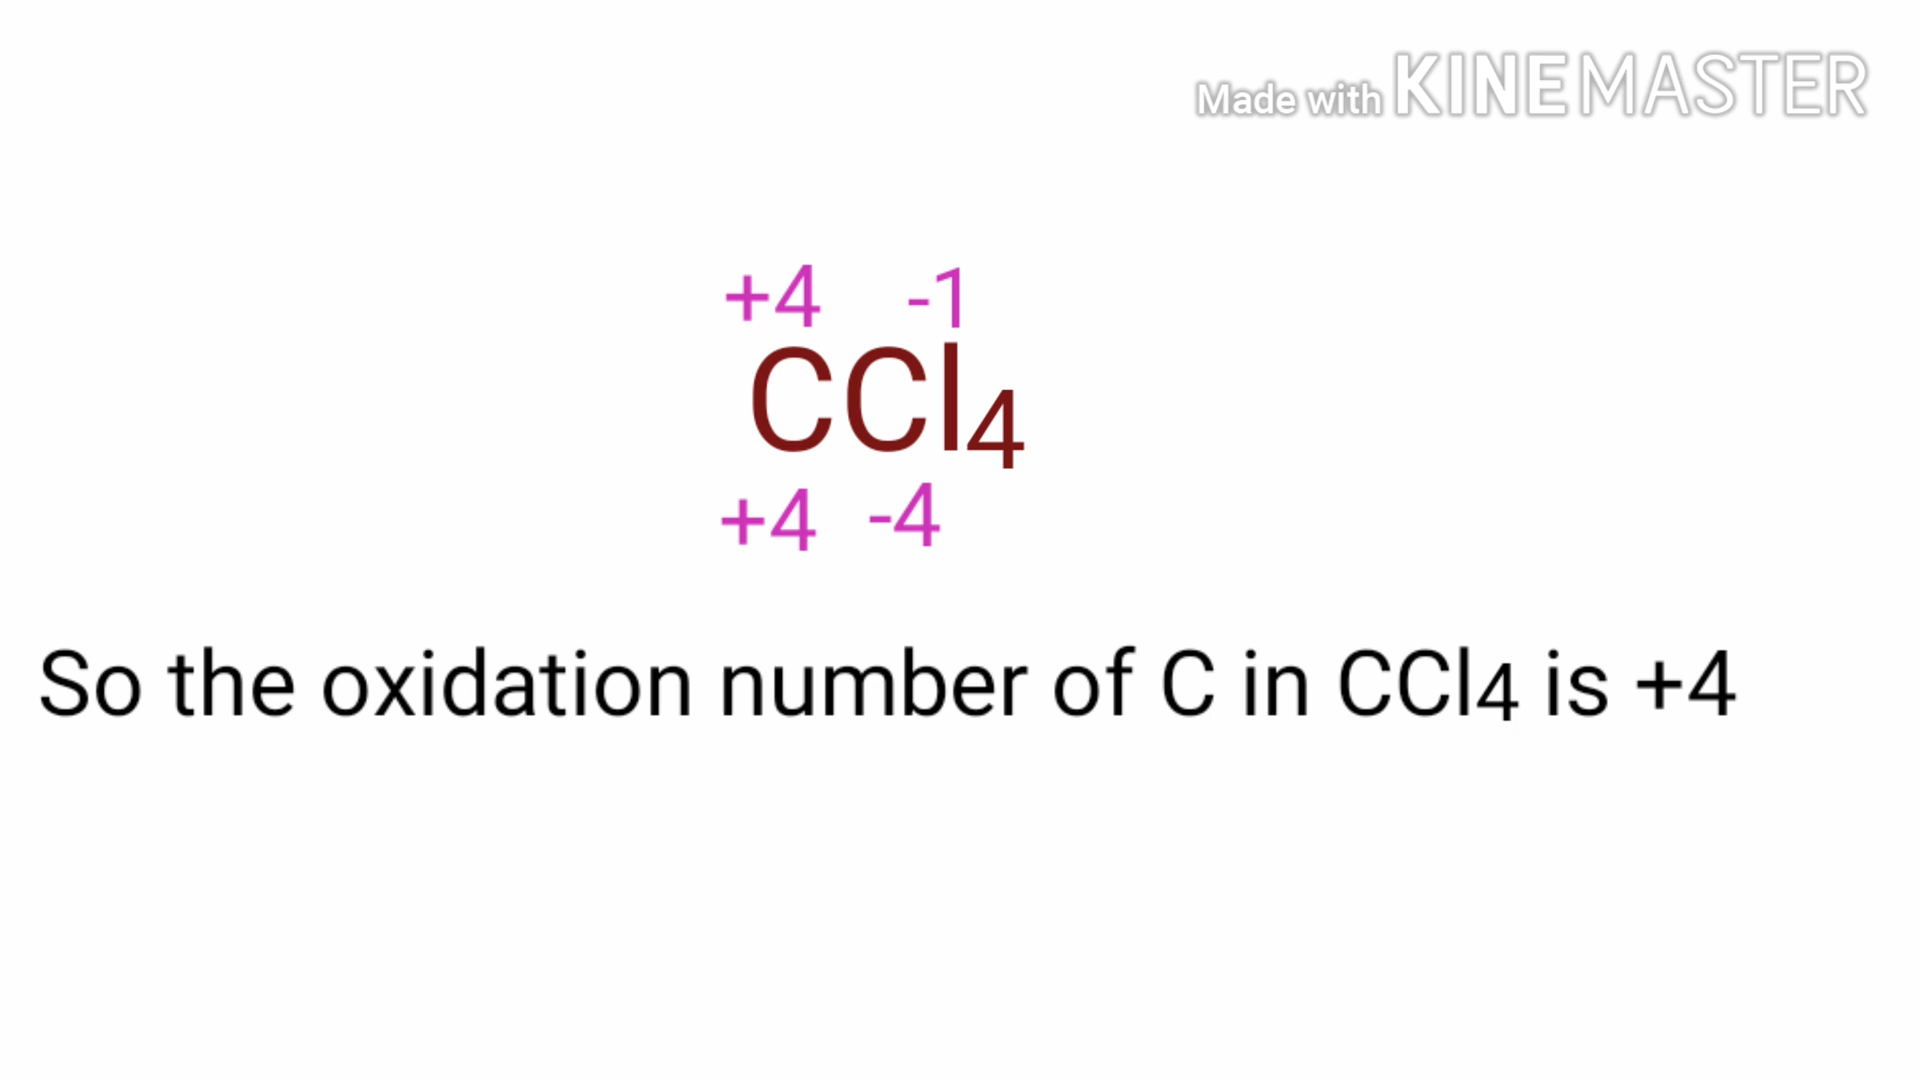 Made with KINEMASTER
+4 -1
CCl4
+4 -4
So the oxidation number of C in CCl4 is +4